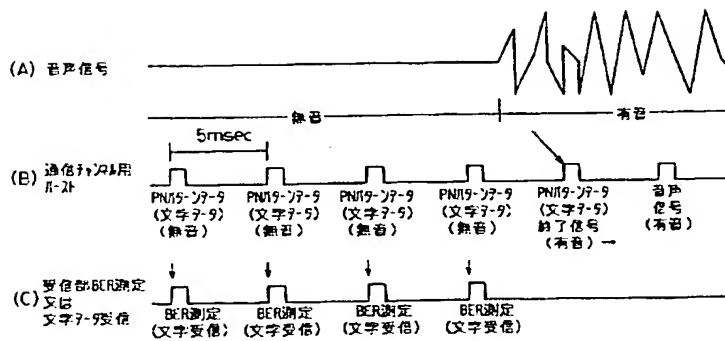 (A) 音声信号
無音
有音
5msec
(B) 通信チャンネル用
バースト
PNパターンデータ
(文字データ)
(無音)
PNパターンデータ
(文字データ)
(無音)
PNパターンデータ
(文字データ)
(無音)
PNパターンデータ
(文字データ)
(無音)
PNパターンデータ
(文字データ)
終了信号
(有音)→
音声
信号
(有音)
(C) 受信部BER測定
又は
文字データ受信
BER測定
(文字受信)
BER測定
(文字受信)
BER測定
(文字受信)
BER測定
(文字受信)